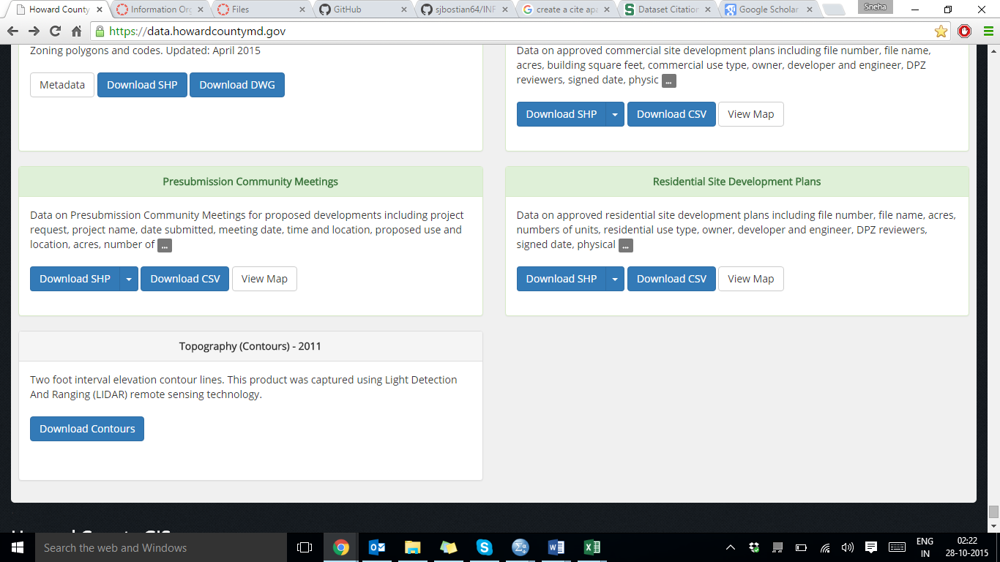 Howard County
Information Org
Files
GitHub
sjbostian64/INF
create a cite apa
Dataset Citation
Google Scholar
Sneha
https://data.howardcountymd.gov
Zoning polygons and codes. Updated: April 2015
Metadata
Download SHP
Download DWG
Data on approved commercial site development plans including file number, file name,
acres, building square feet, commercial use type, owner, developer and engineer, DPZ
reviewers, signed date, physic ...
Download SHP
Download CSV
View Map
Presubmission Community Meetings
Data on Presubmission Community Meetings for proposed developments including project
request, project name, date submitted, meeting date, time and location, proposed use and
location, acres, number of ...
Download SHP
Download CSV
View Map
Residential Site Development Plans
Data on approved residential site development plans including file number, file name, acres,
numbers of units, residential use type, owner, developer and engineer, DPZ reviewers,
signed date, physical ...
Download SHP
Download CSV
View Map
Topography (Contours) - 2011
Two foot interval elevation contour lines. This product was captured using Light Detection
And Ranging (LIDAR) remote sensing technology.
Download Contours
Howard County GIS
Search the web and Windows
ENG
IN
02:22
28-10-2015